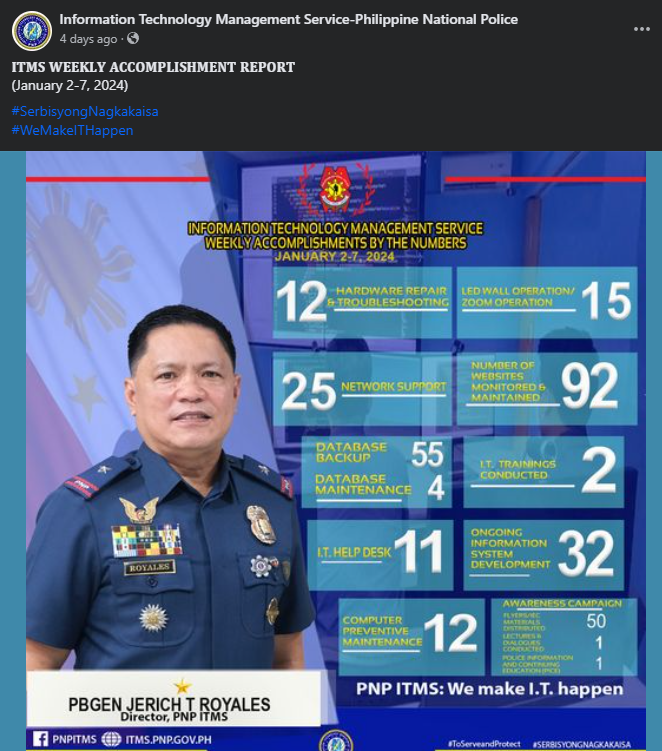 Information Technology Management Service-Philippine National Police
4 days ago ·
ITMS WEEKLY ACCOMPLISHMENT REPORT
(January 2-7, 2024)
#SerbisyongNagkakaisa
#WeMakeITHappen
INFORMATION TECHNOLOGY MANAGEMENT SERVICE
WEEKLY ACCOMPLISHMENTS BY THE NUMBERS
JANUARY 2-7, 2024
12 HARDWARE REPAIR
& TROUBLESHOOTING
LED WALL OPERATION/
ZOOM OPERATION 15
25 NETWORK SUPPORT
NUMBER OF
WEBSITES
MONITORED &
MAINTAINED 92
DATABASE
BACKUP 55
DATABASE
MAINTENANCE 4
I.T. TRAININGS
CONDUCTED 2
I.T. HELP DESK 11
ONGOING
INFORMATION
SYSTEM
DEVELOPMENT 32
COMPUTER
PREVENTIVE
MAINTENANCE 12
AWARENESS CAMPAIGN
FLYERS/IEC
MATERIALS
DISTRIBUTED 50
LECTURES &
DIALOGUES
CONDUCTED 1
POLICE INFORMATION
AND CONTINUING
EDUCATION (PICE) 1
PNP
ROYALES
PBGEN JERICH T ROYALES
Director, PNP ITMS
PNP ITMS: We make I.T. happen
PNPITMS ITMS.PNP.GOV.PH
#ToServeandProtect #SERBISYONGNAGKAKAISA